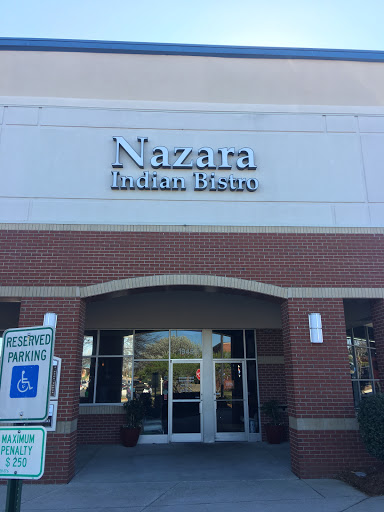 Nazara
Indian Bistro
RESERVED
PARKING
MAXIMUM
PENALTY
$ 250